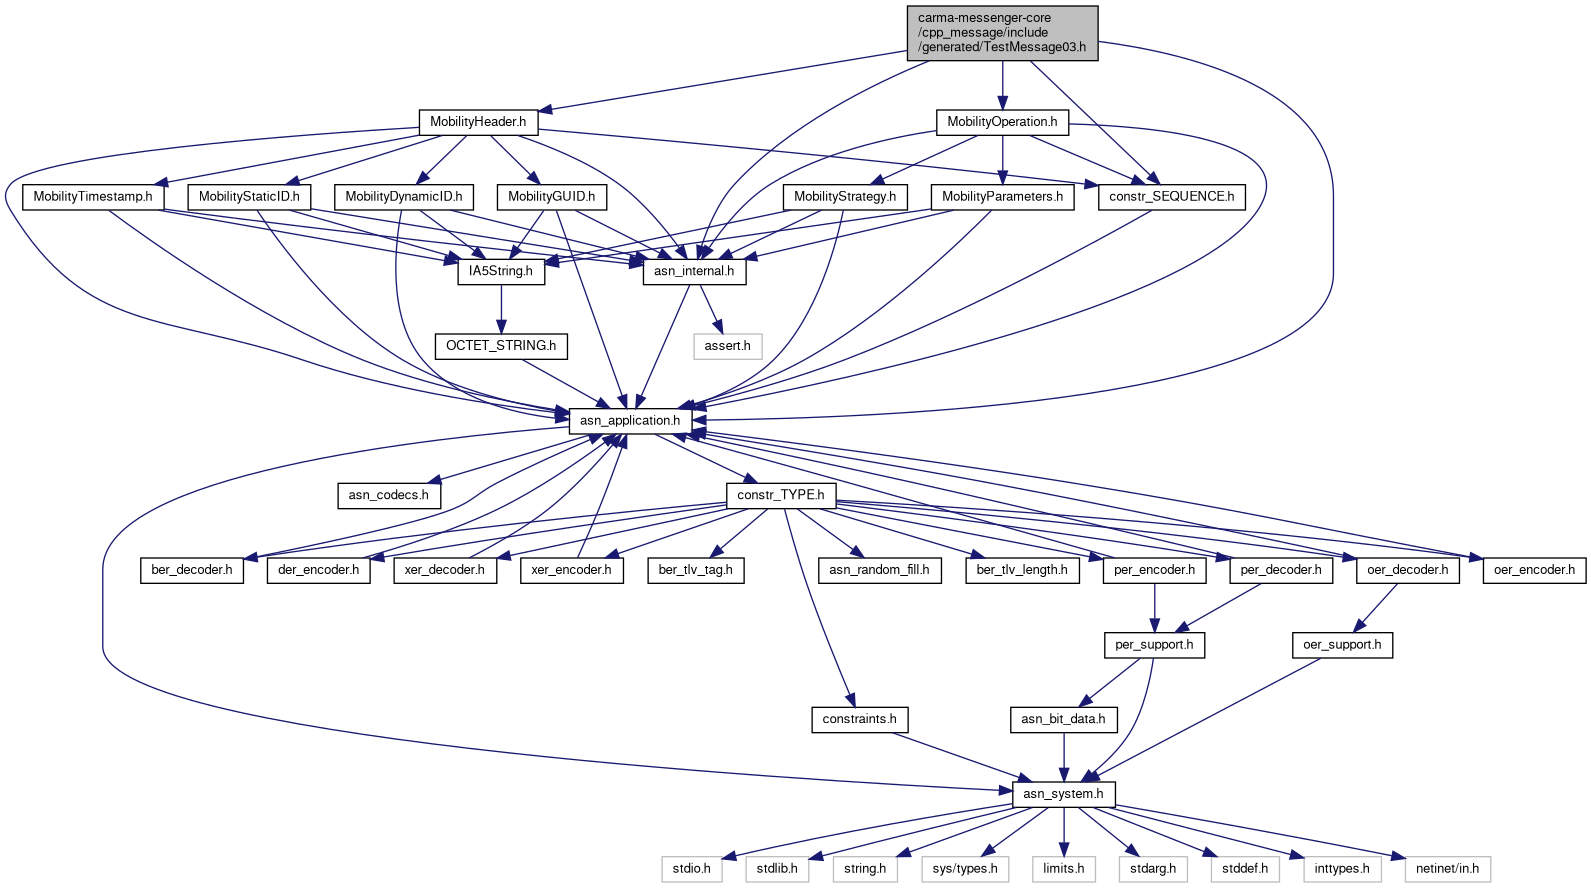 carma-messenger-core
/cpp_message/include
/generated/TestMessage03.h
MobilityHeader.h
MobilityOperation.h
MobilityTimestamp.h
MobilityStaticID.h
MobilityDynamicID.h
MobilityGUID.h
MobilityStrategy.h
MobilityParameters.h
constr_SEQUENCE.h
IA5String.h
asn_internal.h
OCTET_STRING.h
assert.h
asn_application.h
asn_codecs.h
constr_TYPE.h
ber_decoder.h
der_encoder.h
xer_decoder.h
xer_encoder.h
ber_tlv_tag.h
asn_random_fill.h
ber_tlv_length.h
per_encoder.h
per_decoder.h
oer_decoder.h
oer_encoder.h
per_support.h
oer_support.h
constraints.h
asn_bit_data.h
asn_system.h
stdio.h
stdlib.h
string.h
sys/types.h
limits.h
stdarg.h
stddef.h
inttypes.h
netinet/in.h